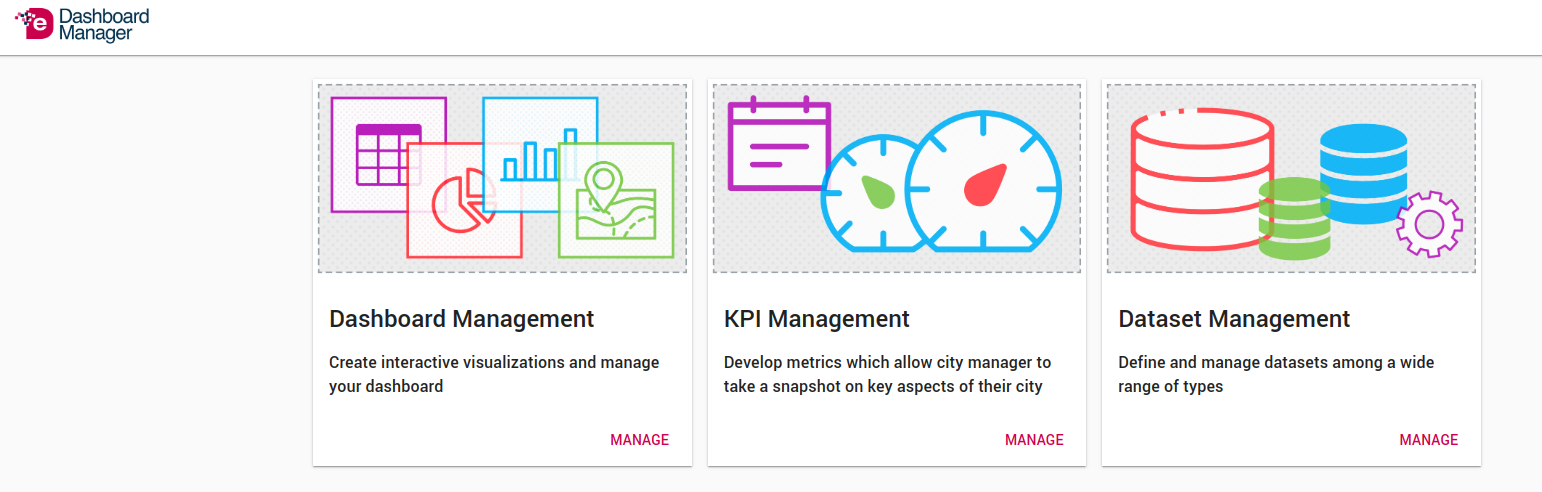 e Dashboard
Manager
Dashboard Management
Create interactive visualizations and manage
your dashboard
MANAGE
KPI Management
Develop metrics which allow city manager to
take a snapshot on key aspects of their city
MANAGE
Dataset Management
Define and manage datasets among a wide
range of types
MANAGE